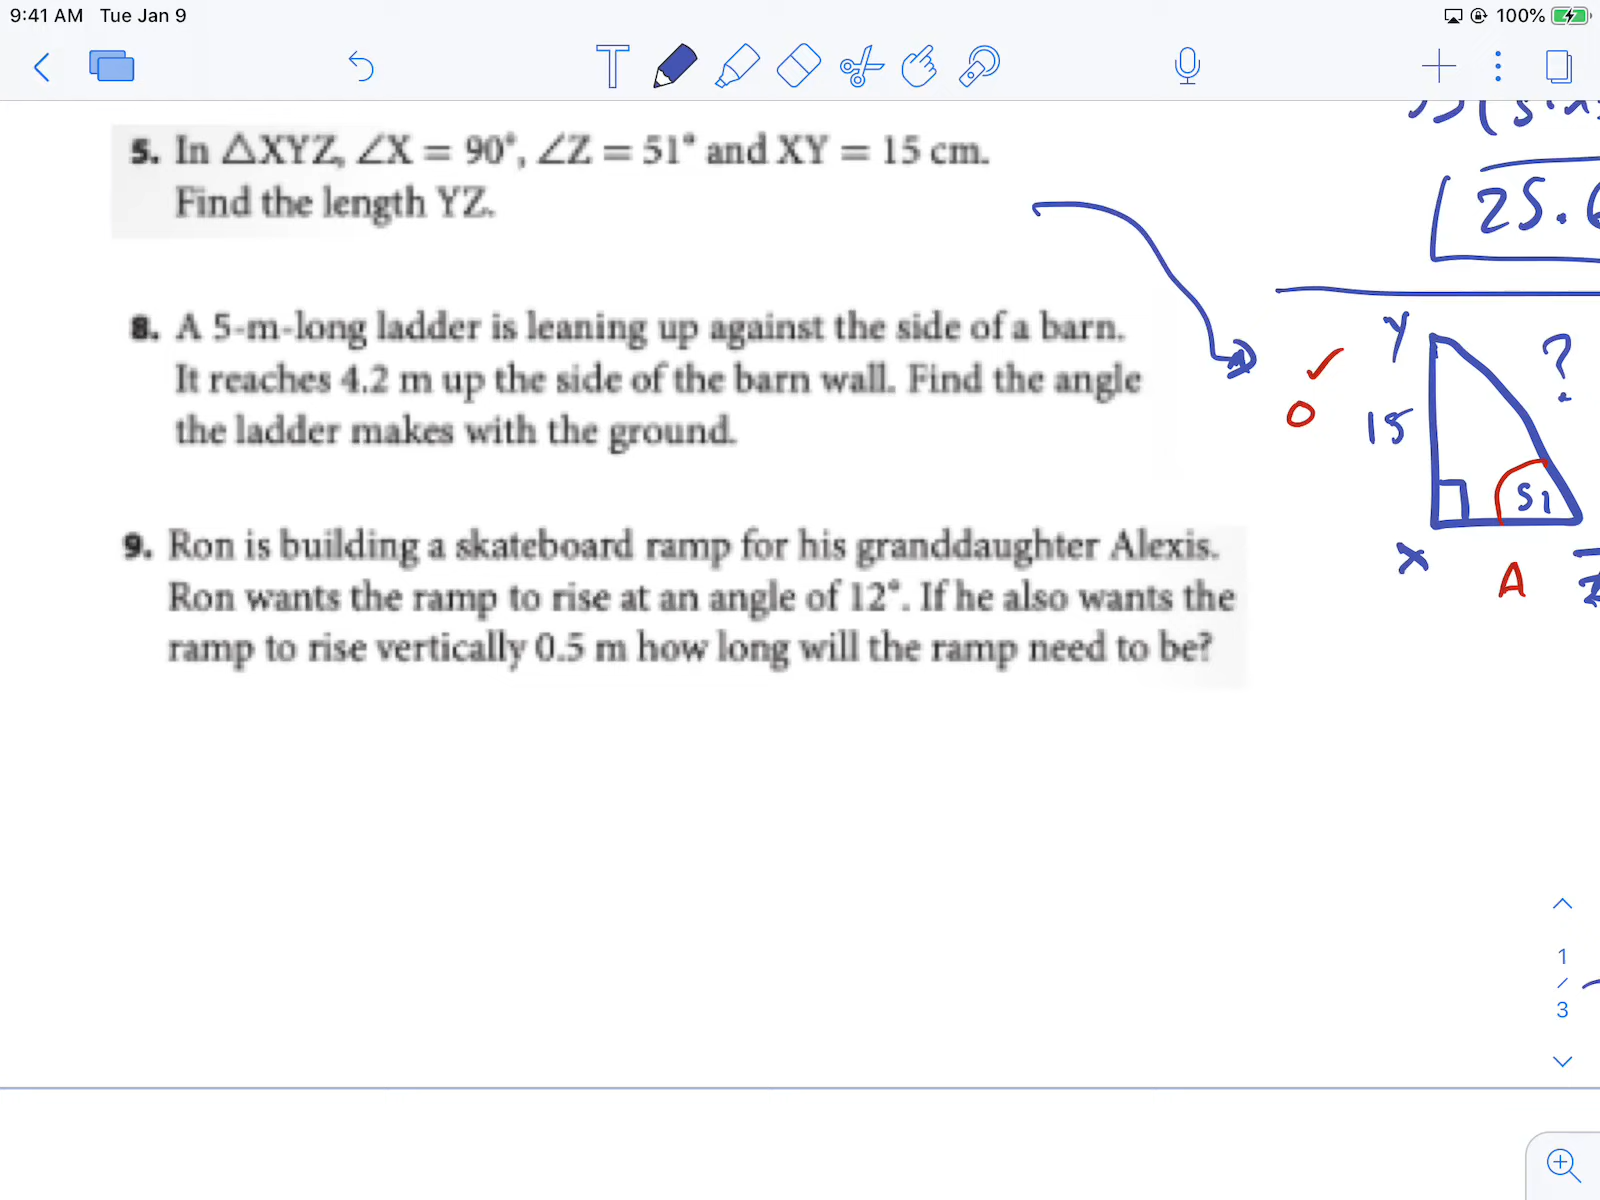 9:41 AM Tue Jan 9
100%
5. In △XYZ, ∠X = 90°, ∠Z = 51° and XY = 15 cm.
Find the length YZ.
8. A 5-m-long ladder is leaning up against the side of a barn.
It reaches 4.2 m up the side of the barn wall. Find the angle
the ladder makes with the ground.
9. Ron is building a skateboard ramp for his granddaughter Alexis.
Ron wants the ramp to rise at an angle of 12°. If he also wants the
ramp to rise vertically 0.5 m how long will the ramp need to be?
25.
Y
?
✓
O
15
51
X
A
1
/
3